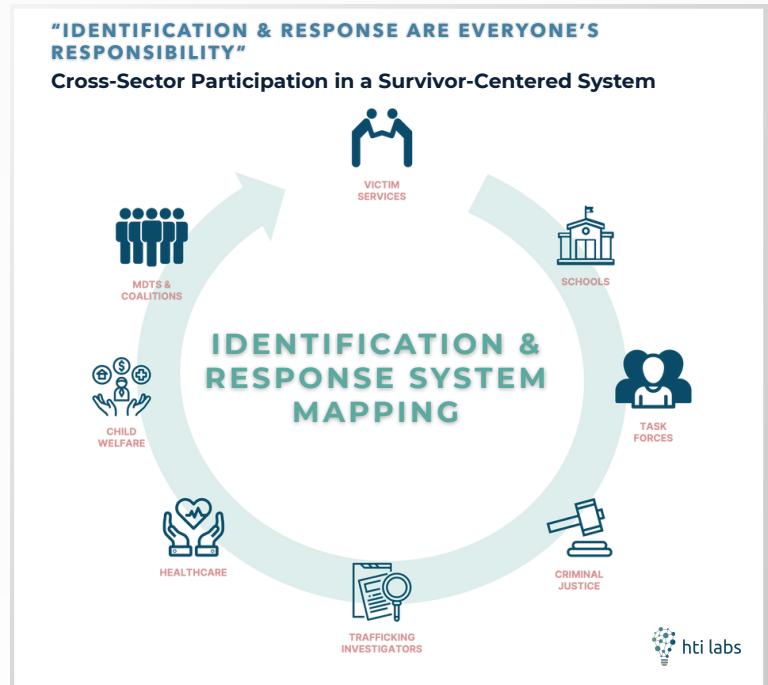 "IDENTIFICATION & RESPONSE ARE EVERYONE'S
RESPONSIBILITY"
Cross-Sector Participation in a Survivor-Centered System
VICTIM
SERVICES
SCHOOLS
TASK
FORCES
CRIMINAL
JUSTICE
TRAFFICKING
INVESTIGATORS
HEALTHCARE
CHILD
WELFARE
MDTS &
COALITIONS
IDENTIFICATION &
RESPONSE SYSTEM
MAPPING
hti labs